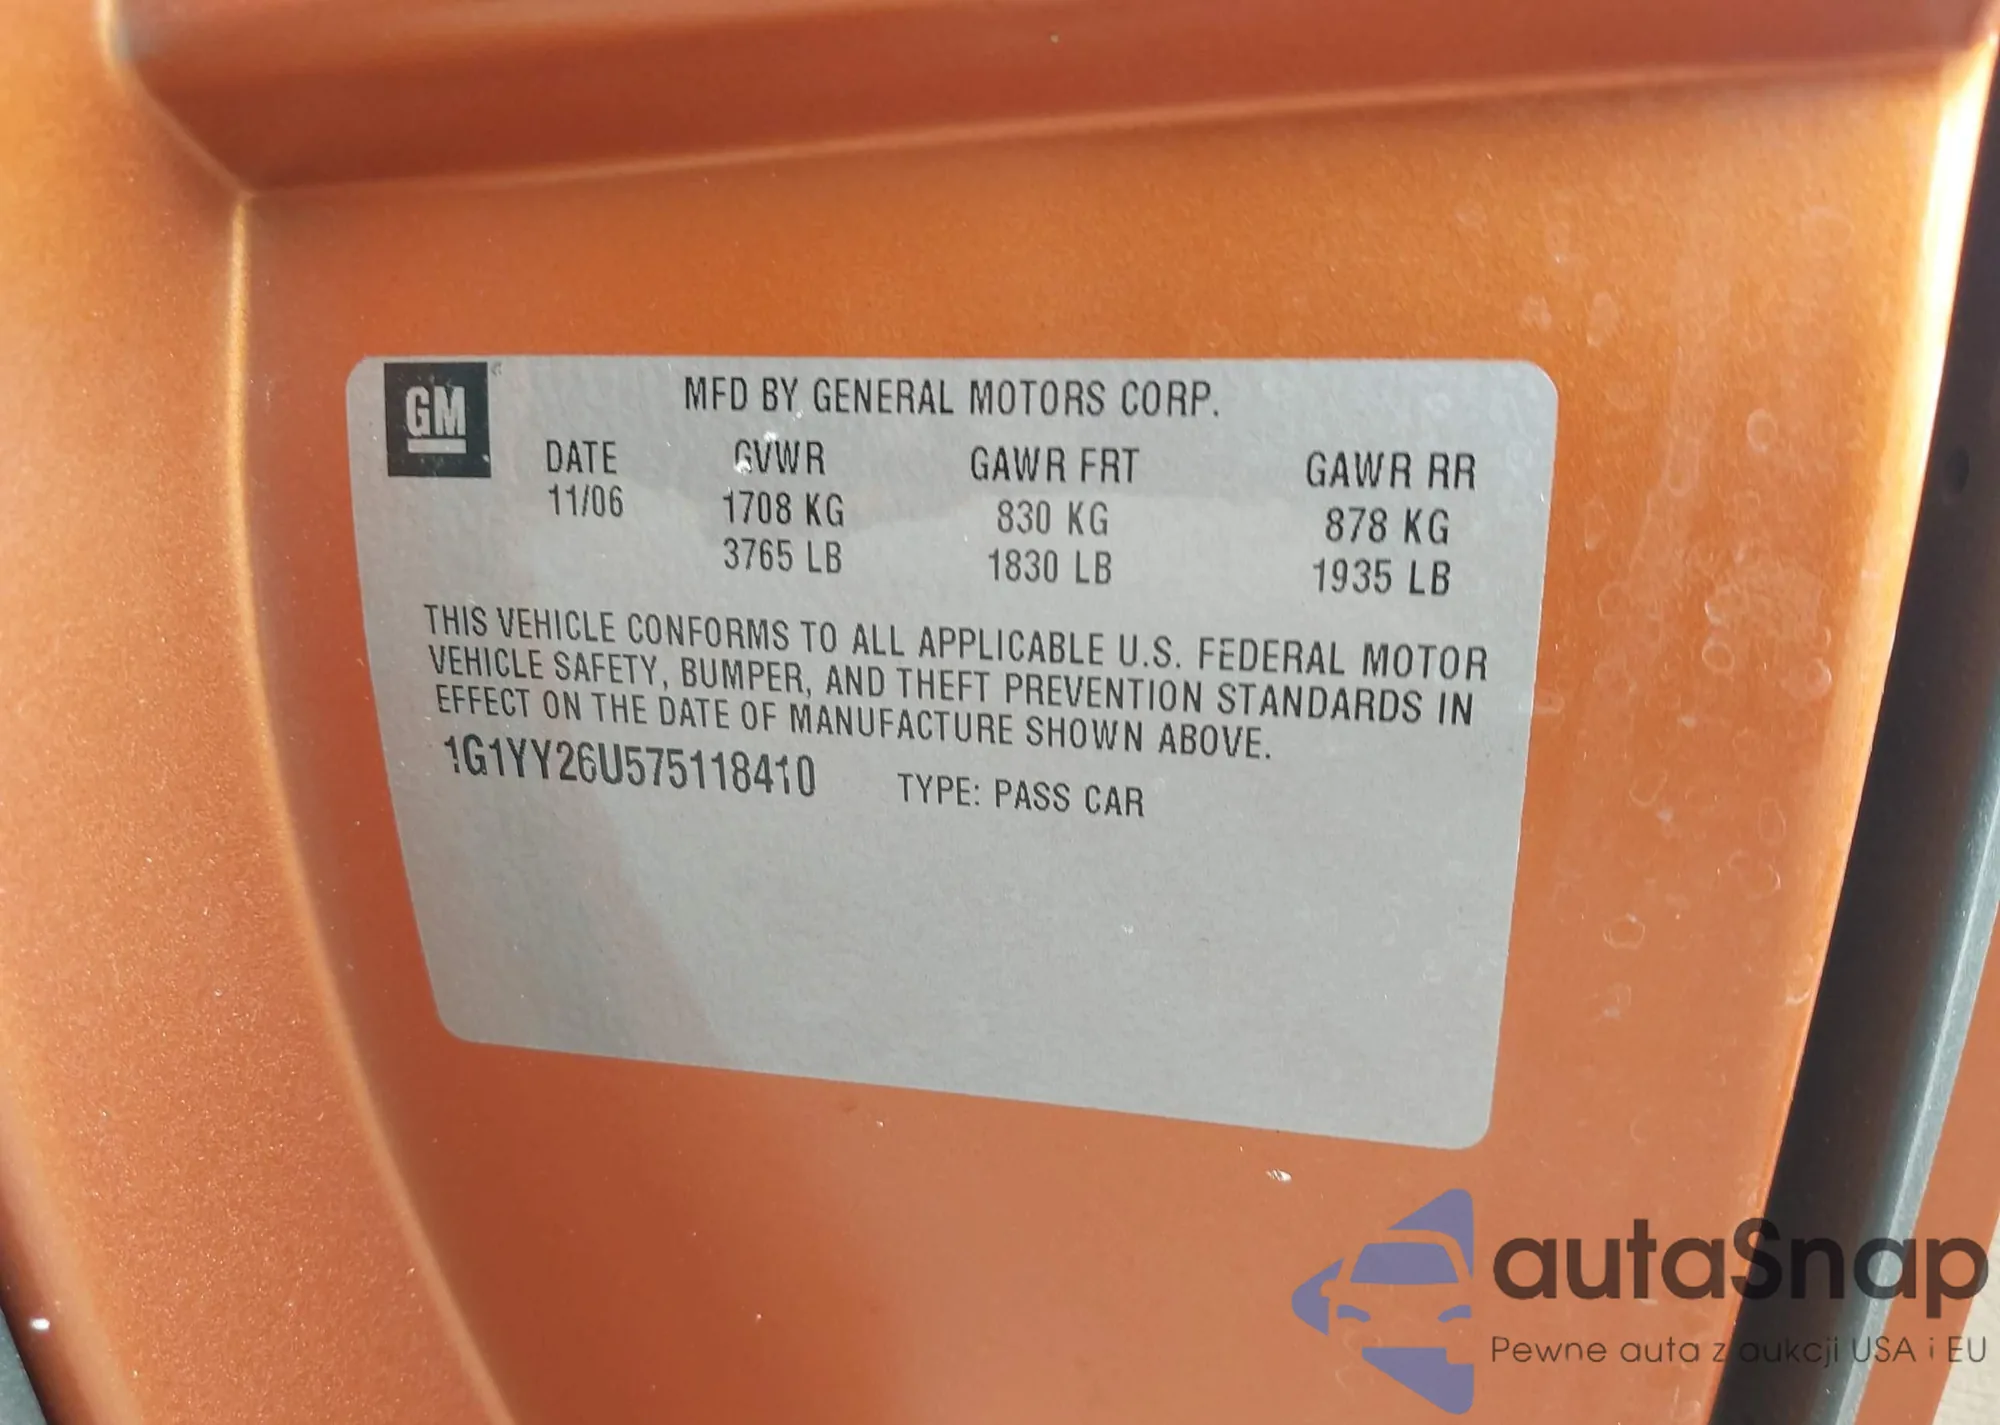 GM
MFD BY GENERAL MOTORS CORP.
DATE GVWR GAWR FRT GAWR RR
11/06 1708 KG 830 KG 878 KG
3765 LB 1830 LB 1935 LB
THIS VEHICLE CONFORMS TO ALL APPLICABLE U.S. FEDERAL MOTOR
VEHICLE SAFETY, BUMPER, AND THEFT PREVENTION STANDARDS IN
EFFECT ON THE DATE OF MANUFACTURE SHOWN ABOVE.
1G1YY26U575118410 TYPE: PASS CAR
autaSnap
Pewne auta z aukcji USA i EU